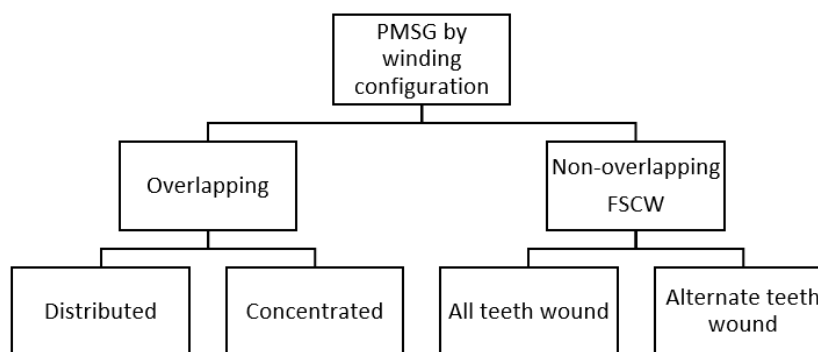 PMSG by
winding
configuration
Overlapping
Non-overlapping
FSCW
Distributed
Concentrated
All teeth wound
Alternate teeth
wound